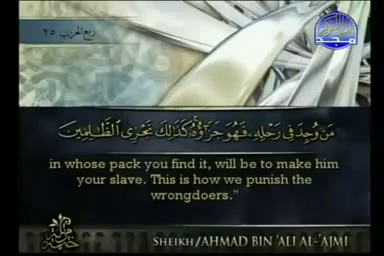 ربع الحزب ٢٥
مجد
مَن وُجِدَ فِى رَحْلِهِۦ فَهُوَ جَزَٰٓؤُهُۥ ۚ كَذَٰلِكَ نَجْزِى ٱلظَّٰلِمِينَ
in whose pack you find it, will be to make him
your slave. This is how we punish the
wrongdoers."
SHEIKH/AHMAD BIN 'ALI AL-'AJMI